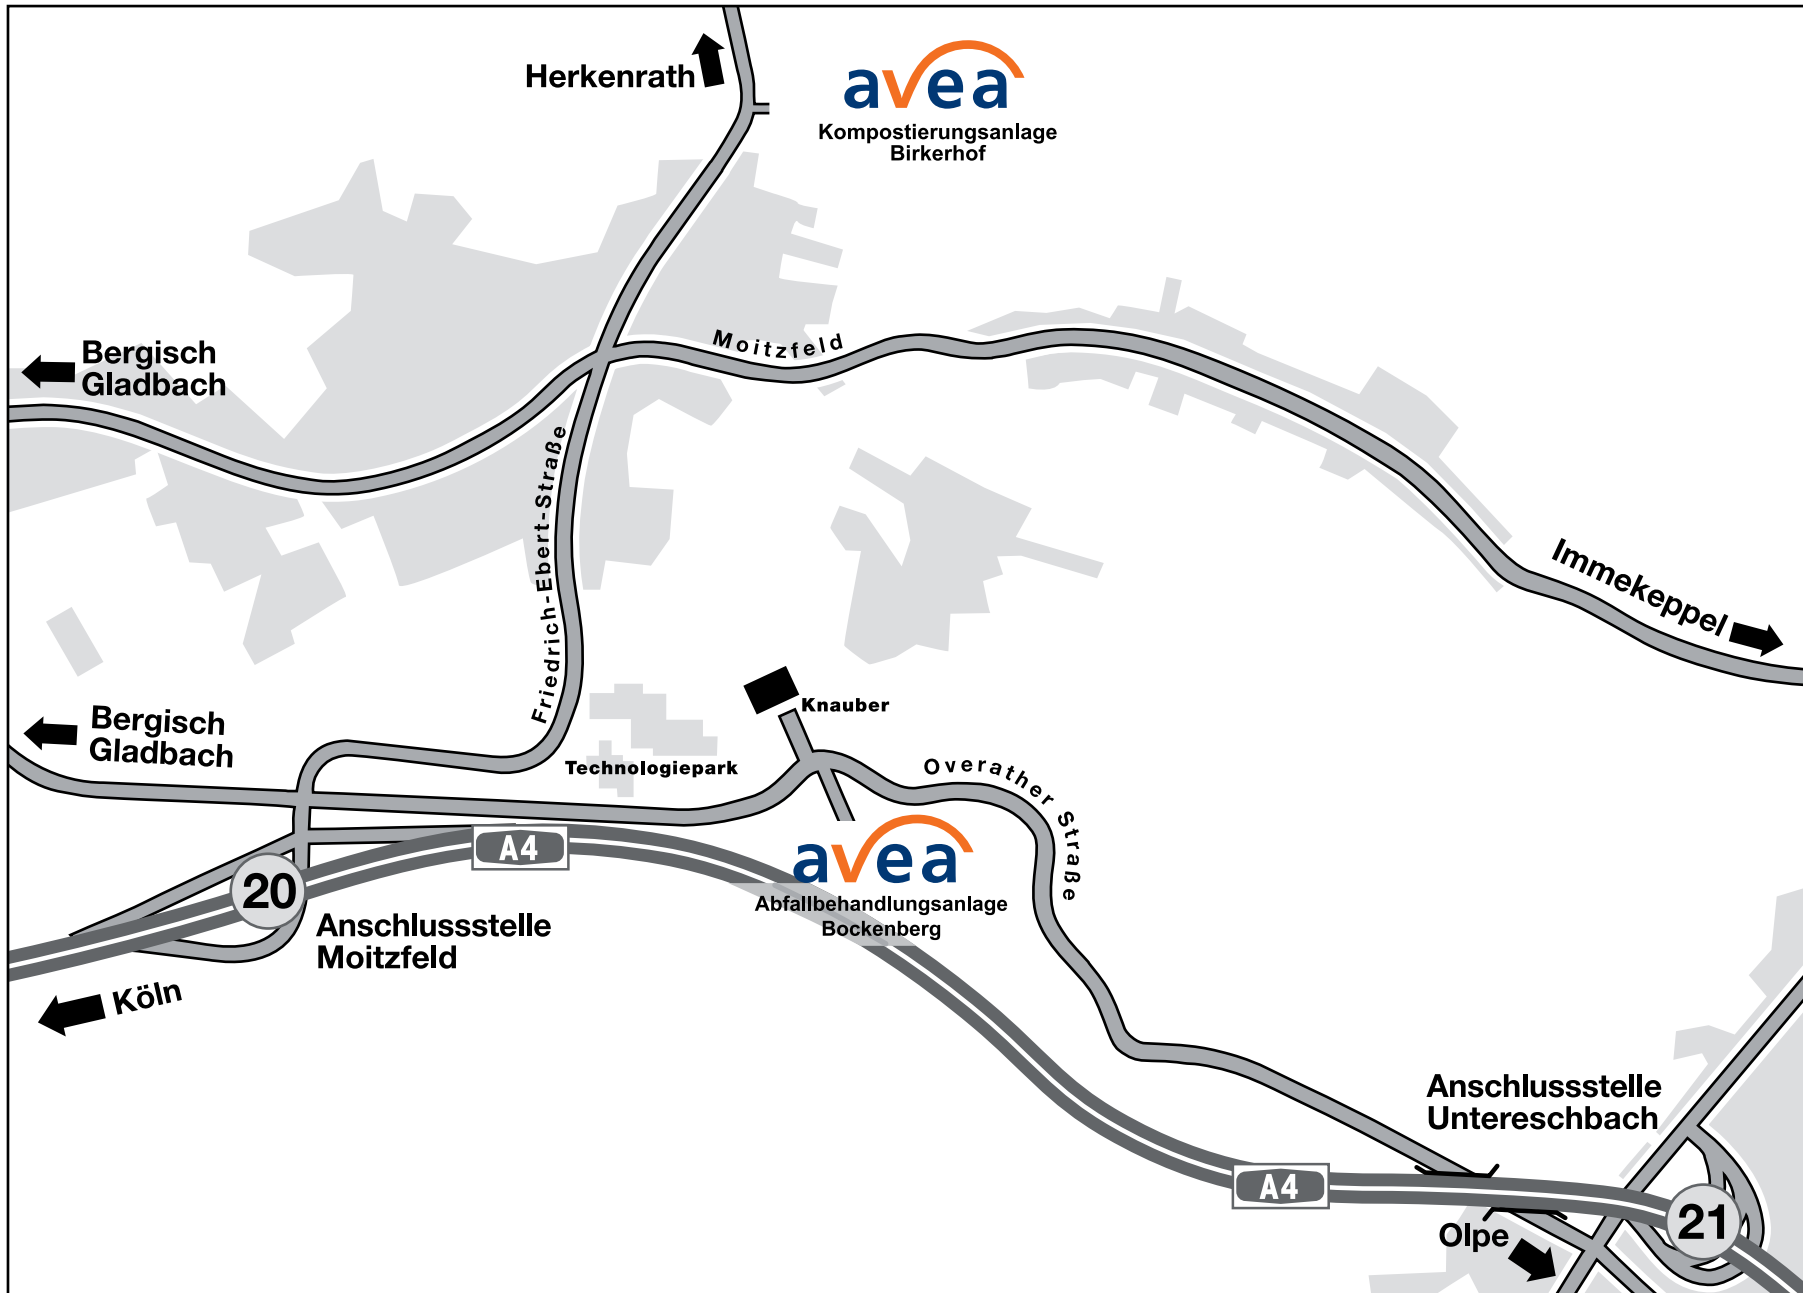 Herkenrath
avea
Kompostierungsanlage
Birkerhof
Bergisch
Gladbach
Moitzfeld
Friedrich-Ebert-Straße
Immekeppel
Bergisch
Gladbach
Knauber
Technologiepark
Overather Straße
A4
avea
Abfallbehandlungsanlage
Bockenberg
20
Anschlussstelle
Moitzfeld
Köln
Anschlussstelle
Untereschbach
A4
21
Olpe